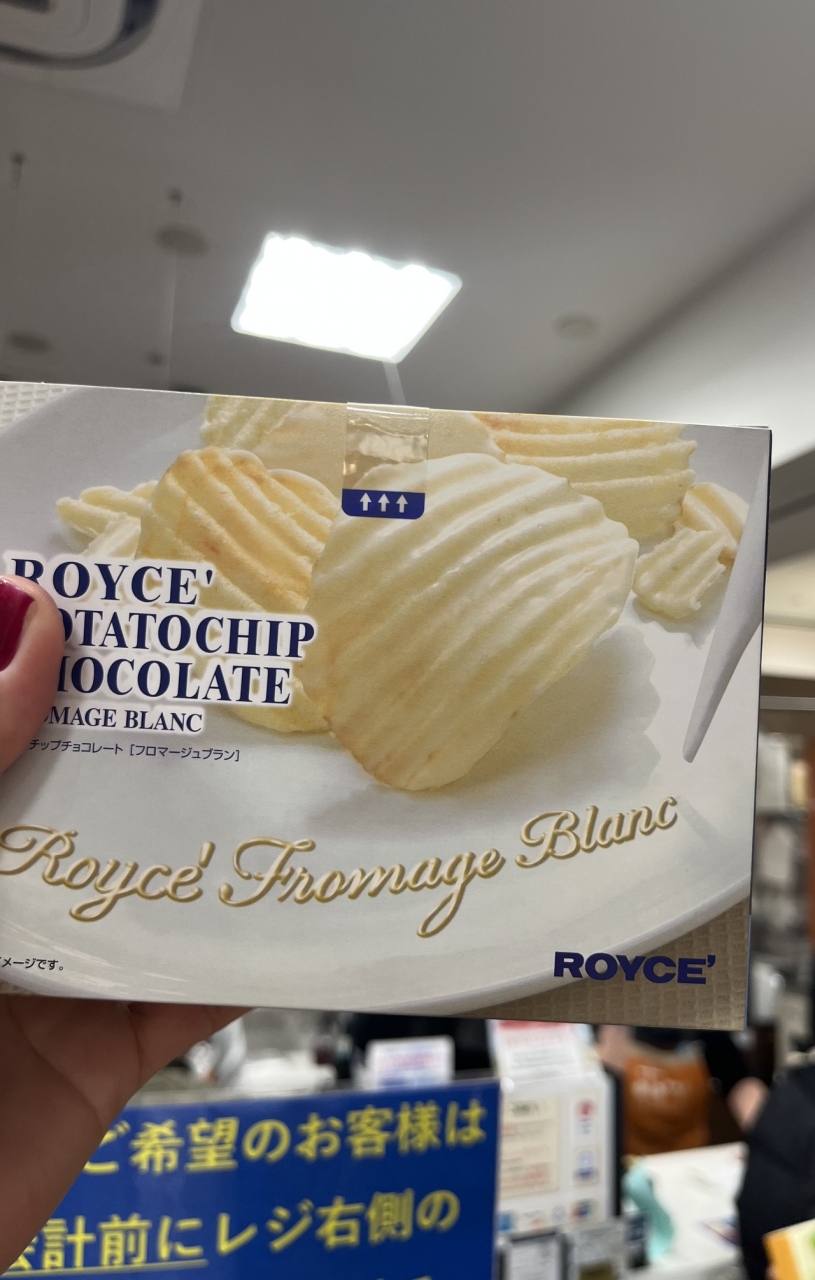 ROYCE'
OTATOCHIP
HOCOLATE
OMAGE BLANC
チップチョコレート [フロマージュブラン]
Royce' Fromage Blanc
メージです。
ROYCE'
ご希望のお客様は
会計前にレジ右側の